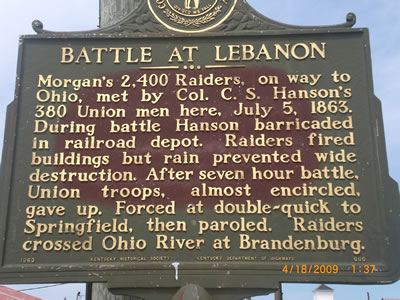 BATTLE AT LEBANON
Morgan's 2,400 Raiders, on way to
Ohio, met by Col. C. S. Hanson's
380 Union men here, July 5, 1863.
During battle Hanson barricaded
in railroad depot. Raiders fired
buildings but rain prevented wide
destruction. After seven hour battle,
Union troops, almost encircled,
gave up. Forced at double-quick to
Springfield, then paroled. Raiders
crossed Ohio River at Brandenburg.
1963 KENTUCKY HISTORICAL SOCIETY KENTUCKY DEPARTMENT OF HIGHWAYS 605
4/18/2009 1:37